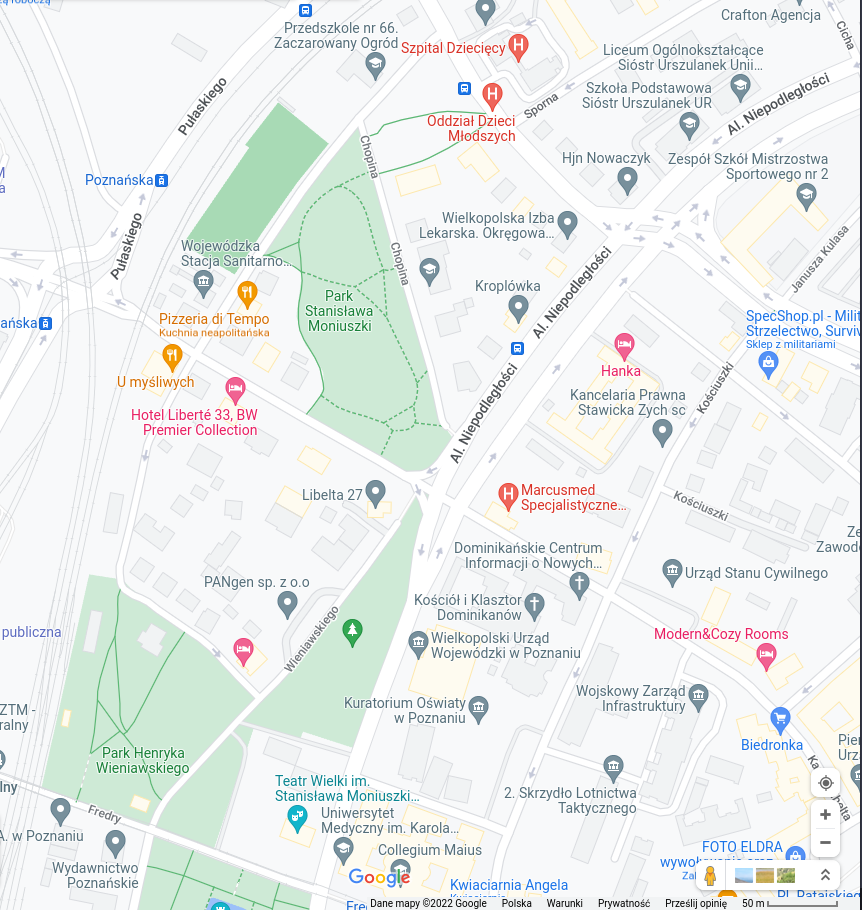 Crafton Agencja
Cicha
Przedszkole nr 66.
Zaczarowany Ogród
Szpital Dziecięcy
Liceum Ogólnokształcące
Sióstr Urszulanek Unii...
Szkoła Podstawowa
Sióstr Urszulanek UR
Al. Niepodległości
Pułaskiego
Oddział Dzieci
Młodszych
Sporna
Chopina
Hjn Nowaczyk
Zespół Szkół Mistrzostwa
Sportowego nr 2
Poznańska
Pułaskiego
Wielkopolska Izba
Lekarska. Okręgowa...
Wojewódzka
Stacja Sanitarno...
Chopina
Janusza Kulasa
Kroplówka
Al. Niepodległości
Park
Stanisława
Moniuszki
Pizzeria di Tempo
Kuchnia neapolitańska
SpecShop.pl - Milit
Strzelectwo, Surviv
Sklep z militariami
U myśliwych
Hanka
Kościuszki
Kancelaria Prawna
Stawicka Zych sc
Hotel Liberté 33, BW
Premier Collection
Al. Niepodległości
Libelta 27
Marcusmed
Specjalistyczne...
Kościuszki
Dominikańskie Centrum
Informacji o Nowych...
Urząd Stanu Cywilnego
PANgen sp. z o.o
Kościół i Klasztor
Dominikanów
Wieniawskiego
publiczna
Wielkopolski Urząd
Wojewódzki w Poznaniu
Modern&Cozy Rooms
Kuratorium Oświaty
w Poznaniu
Wojskowy Zarząd
Infrastruktury
Biedronka
Park Henryka
Wieniawskiego
ZTM -
Teatr Wielki im.
Stanisława Moniuszki...
2. Skrzydło Lotnictwa
Taktycznego
Fredry
Uniwersytet
Medyczny im. Karola...
A. w Poznaniu
Collegium Maius
Wydawnictwo
Poznańskie
FOTO ELDRA
Google
Kwiaciarnia Angela
Dane mapy ©2022 Google
Polska
Warunki
Prywatność
Prześlij opinię
50 m